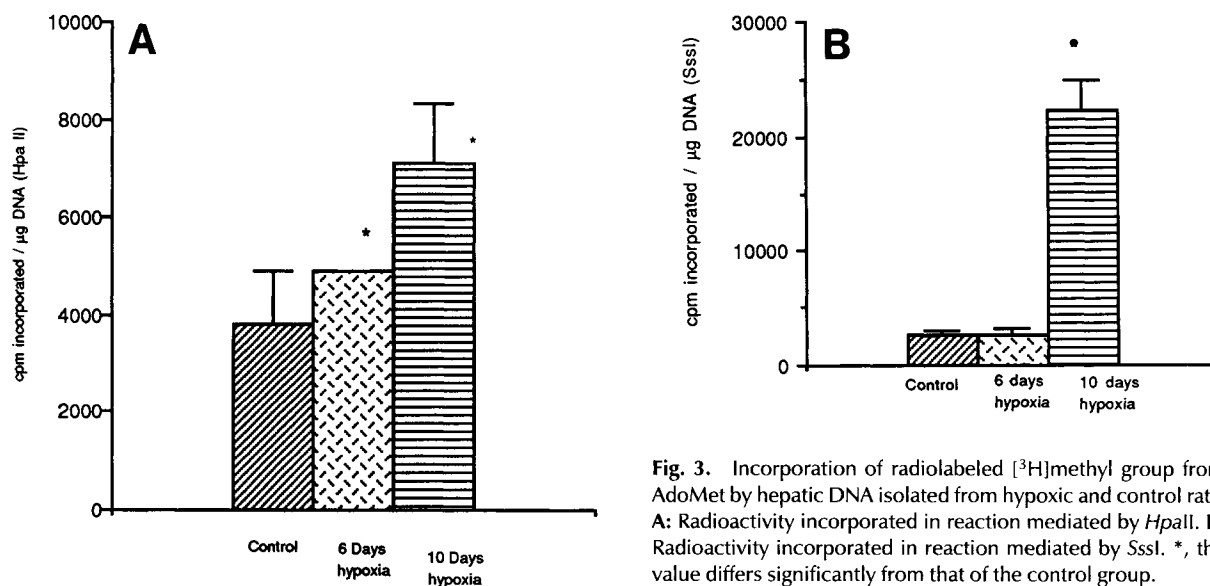 A
10000
8000
6000
4000
2000
0
cpm incorporated / µg DNA (Hpa II)
*
*
Control
6 Days
hypoxia
10 Days
hypoxia
B
30000
20000
10000
0
cpm incorporated / µg DNA (SssI)
Control
6 days
hypoxia
10 days
hypoxia
Fig. 3. Incorporation of radiolabeled [³H]methyl group from
AdoMet by hepatic DNA isolated from hypoxic and control rat
A: Radioactivity incorporated in reaction mediated by HpaII.
Radioactivity incorporated in reaction mediated by SssI. *, th
value differs significantly from that of the control group.